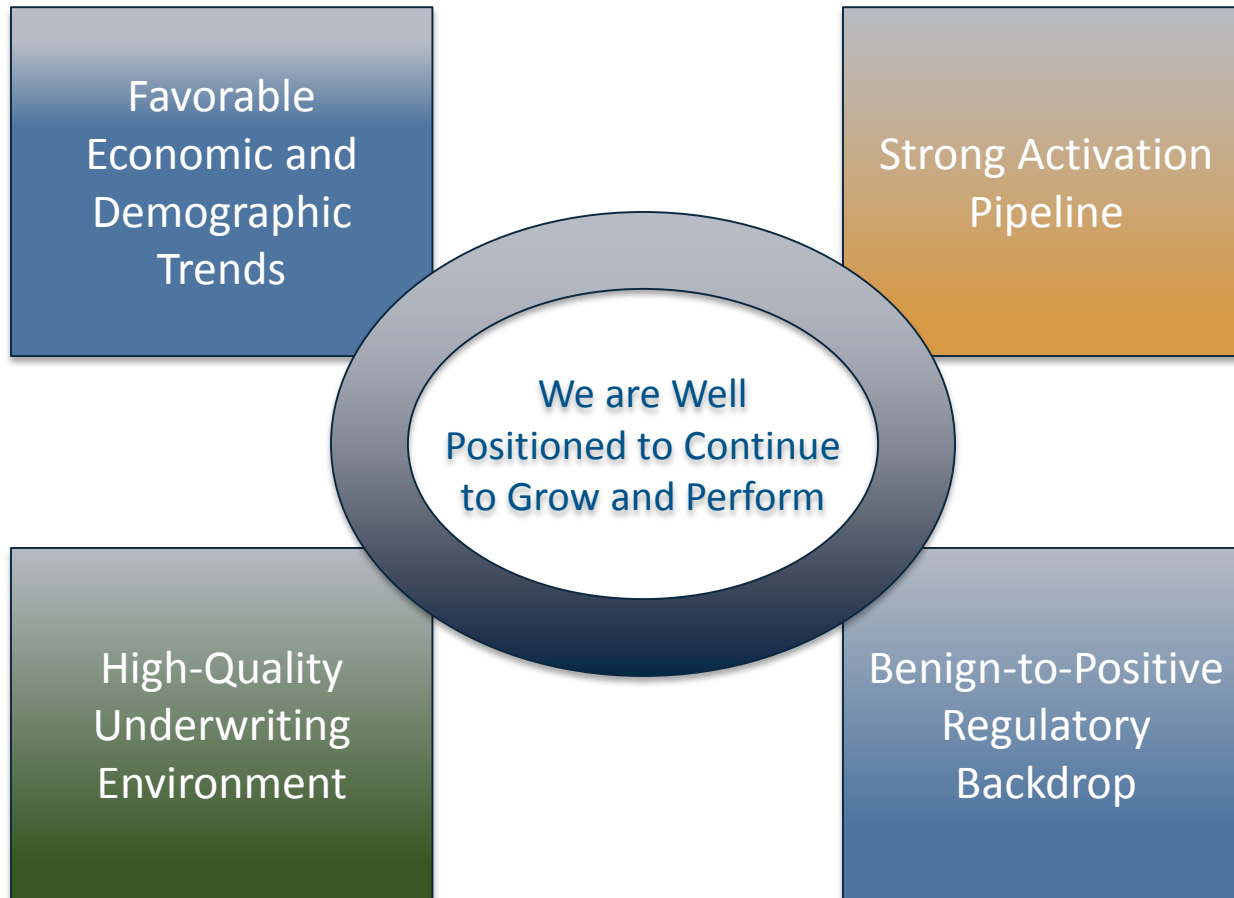 Favorable
Economic and
Demographic
Trends
Strong Activation
Pipeline
We are Well
Positioned to Continue
to Grow and Perform
High-Quality
Underwriting
Environment
Benign-to-Positive
Regulatory
Backdrop